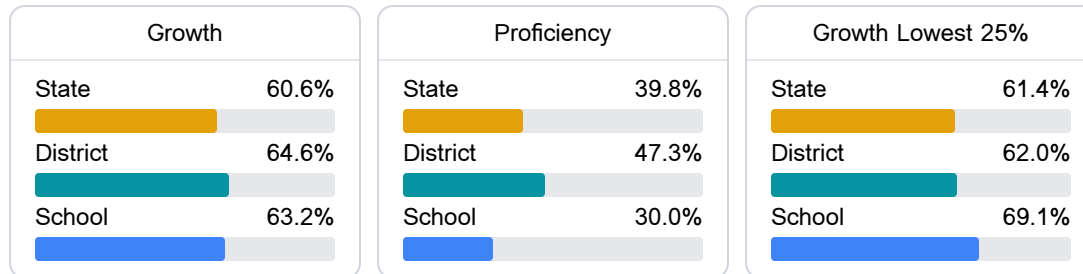 Growth
State 60.6%
District 64.6%
School 63.2%
Proficiency
State 39.8%
District 47.3%
School 30.0%
Growth Lowest 25%
State 61.4%
District 62.0%
School 69.1%